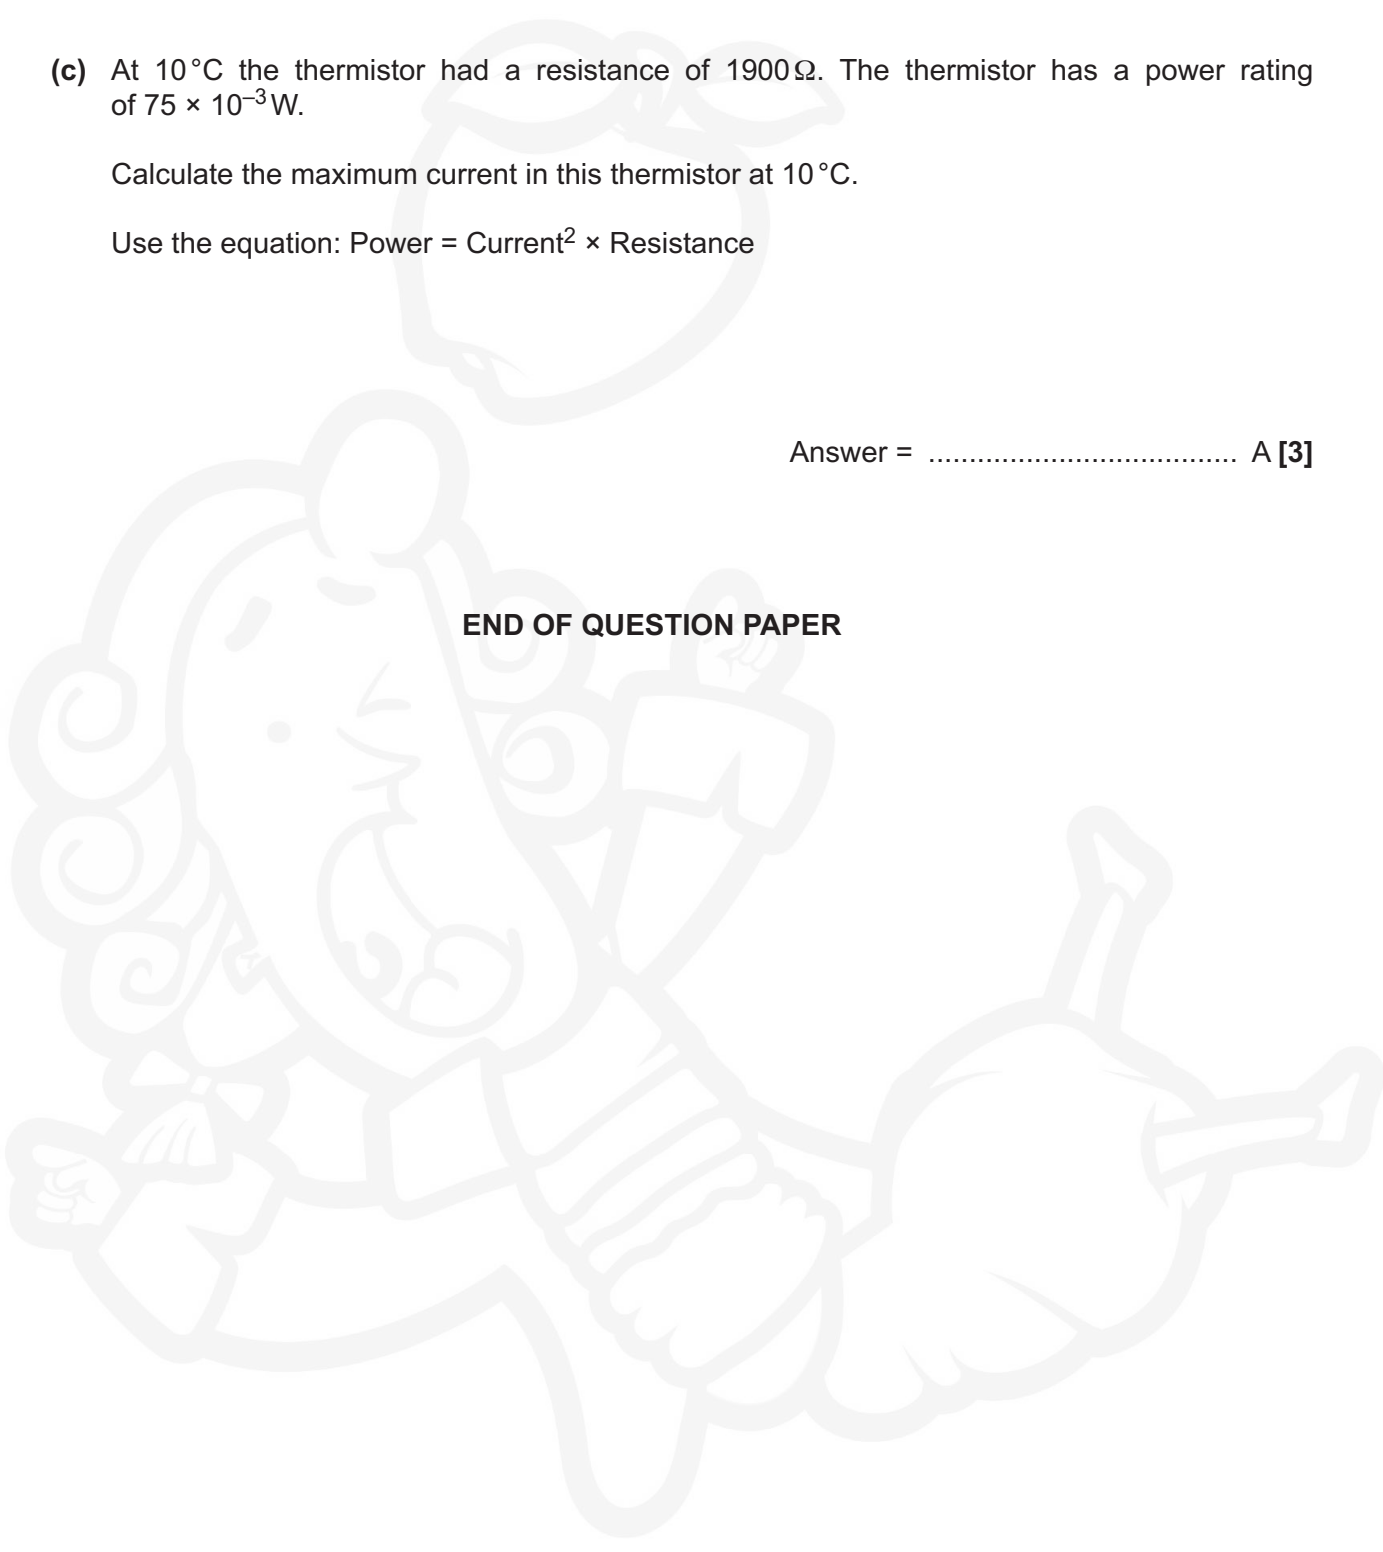 (c) At 10 °C the thermistor had a resistance of 1900 Ω. The thermistor has a power rating
of 75 × 10⁻³ W.
Calculate the maximum current in this thermistor at 10 °C.
Use the equation: Power = Current² × Resistance
Answer = ...................................... A [3]
END OF QUESTION PAPER